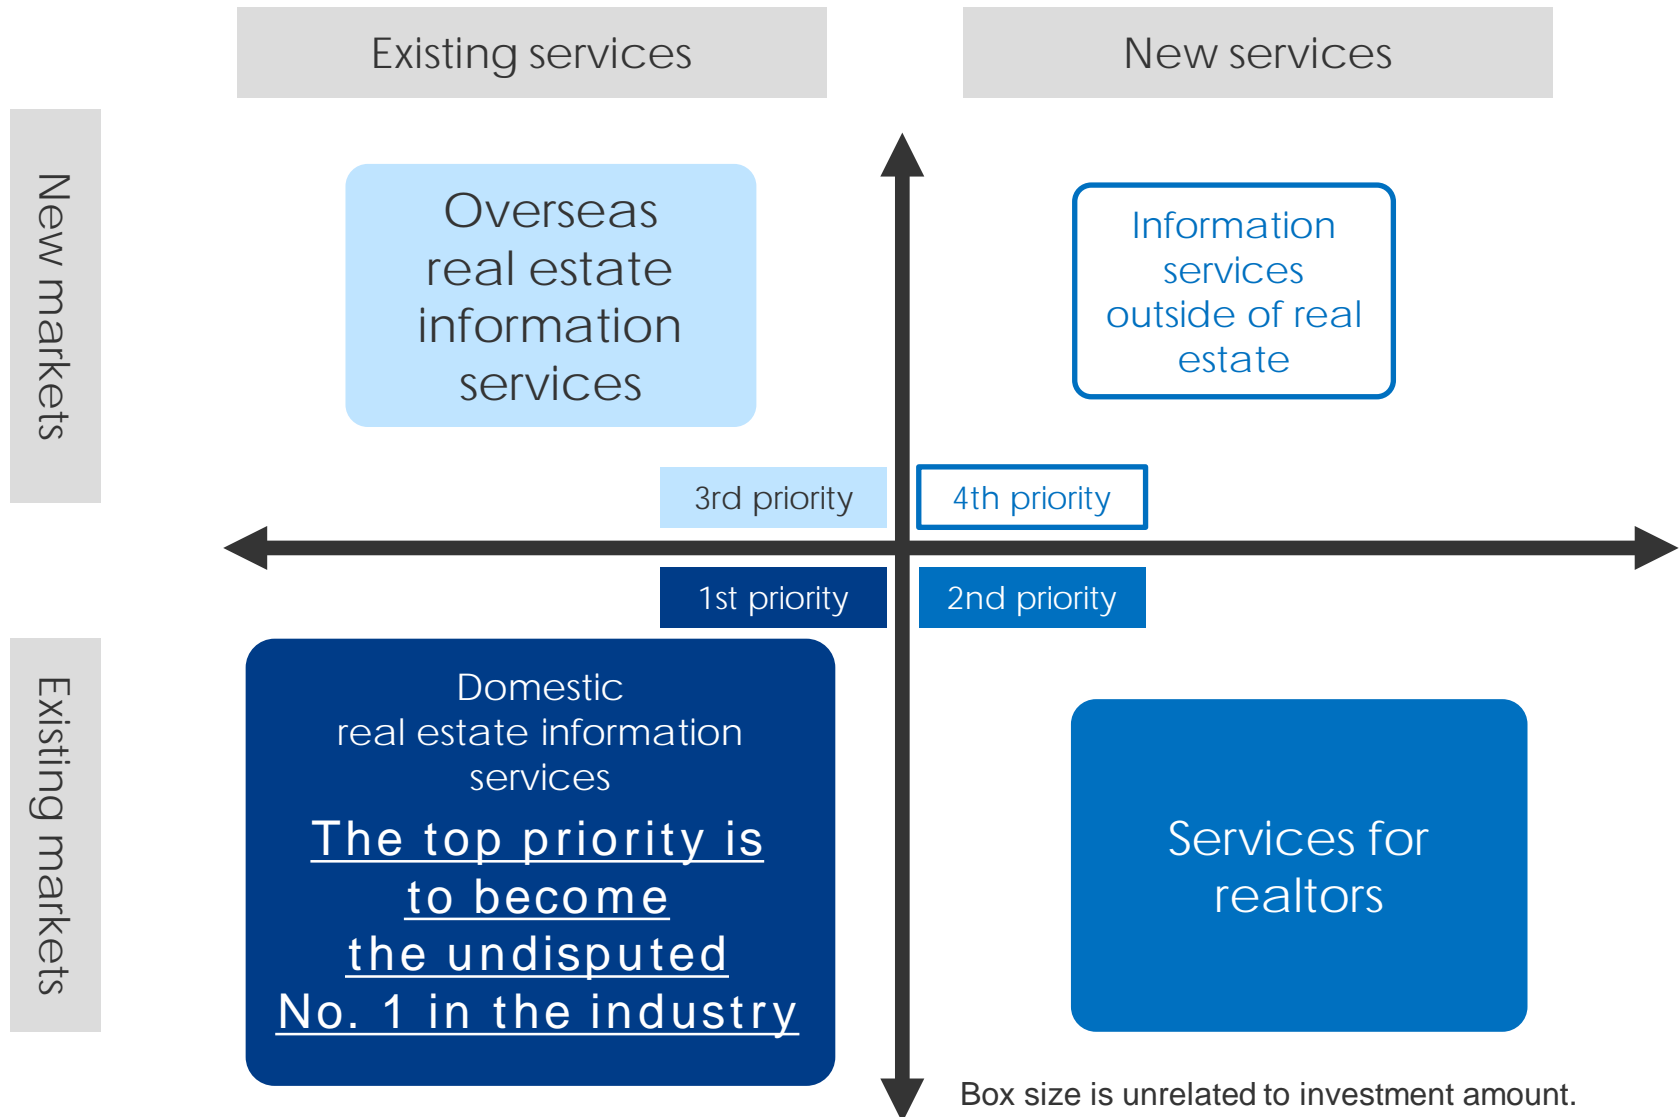 Existing services
New services
New markets
Overseas
real estate
information
services
Information
services
outside of real
estate
3rd priority
4th priority
1st priority
2nd priority
Existing markets
Domestic
real estate information
services
The top priority is
to become
the undisputed
No. 1 in the industry
Services for
realtors
Box size is unrelated to investment amount.